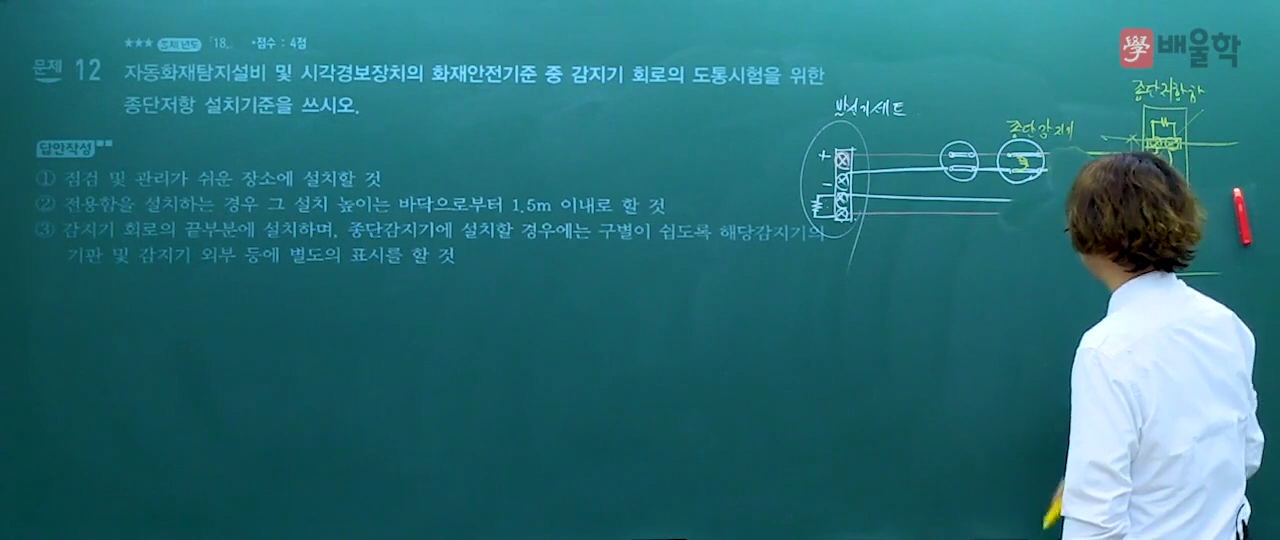 ★★★ 출제년도 「18.」 •점수 : 4점
문제 12 자동화재탐지설비 및 시각경보장치의 화재안전기준 중 감지기 회로의 도통시험을 위한
종단저항 설치기준을 쓰시오.
답안작성
① 점검 및 관리가 쉬운 장소에 설치할 것
② 전용함을 설치하는 경우 그 설치 높이는 바닥으로부터 1.5m 이내로 할 것
③ 감지기 회로의 끝부분에 설치하며, 종단감지기에 설치할 경우에는 구별이 쉽도록 해당감지기의
기판 및 감지기 외부 등에 별도의 표시를 할 것
學 배울학
종단저항함
발신기세트
종단감지기
+
−